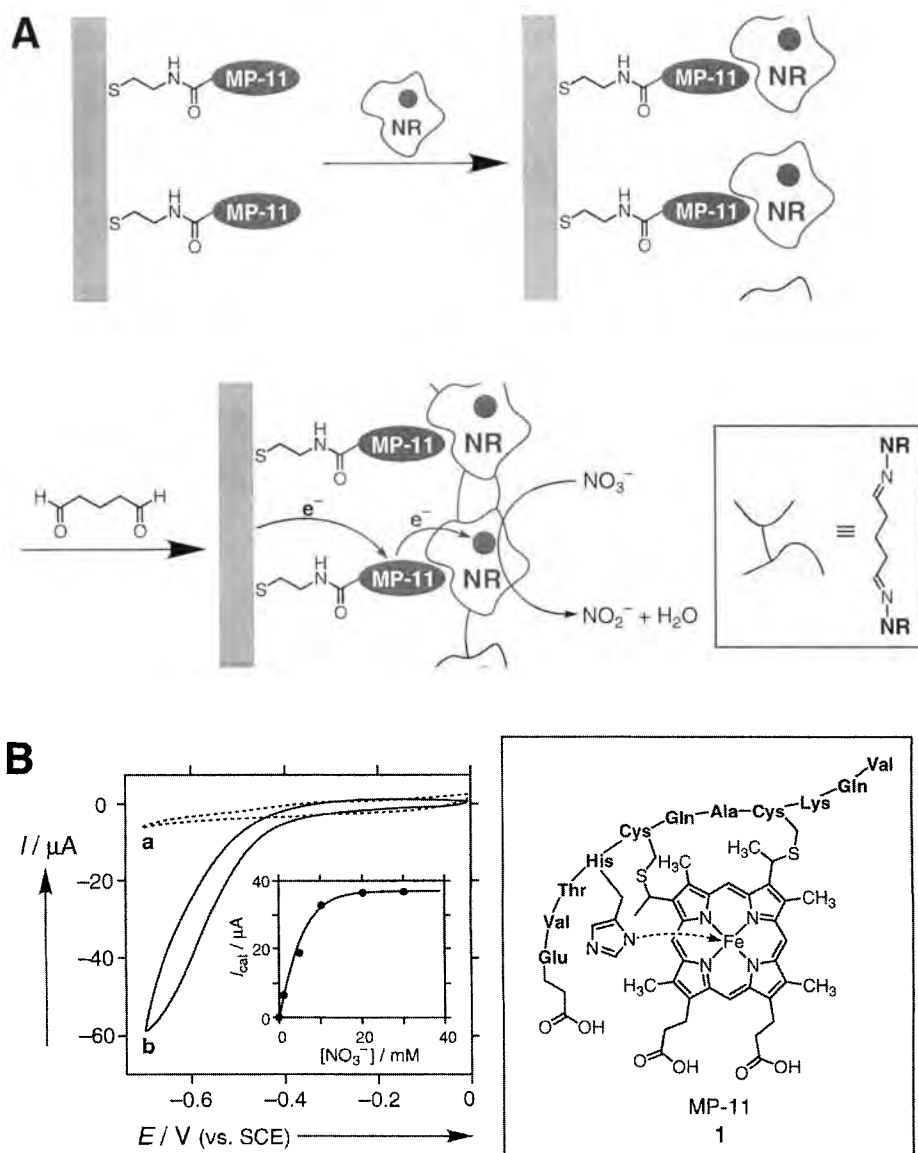 A
H
N
S
O
MP-11
H
N
S
O
MP-11
NR
H
N
S
O
MP-11
NR
H
N
S
O
MP-11
NR
H
O
H
O
H
N
S
O
MP-11
NR
e⁻
e⁻
NO₃⁻
H
N
S
O
MP-11
NR
NO₂⁻ + H₂O
≡
NR
N
N
NR
B
I / μA
0
−20
−40
−60
a
b
−0.6
−0.4
−0.2
0
E / V (vs. SCE)
I_cat / μA
40
20
0
0
20
40
[NO₃⁻] / mM
Val
Gln
Lys
Cys
Ala
Gln
Cys
His
Thr
Val
Glu
S
S
H₃C
H₃C
CH₃
N
N
N
N
Fe
N
N
H₃C
CH₃
O
OH
O
OH
O
OH
MP-11
1